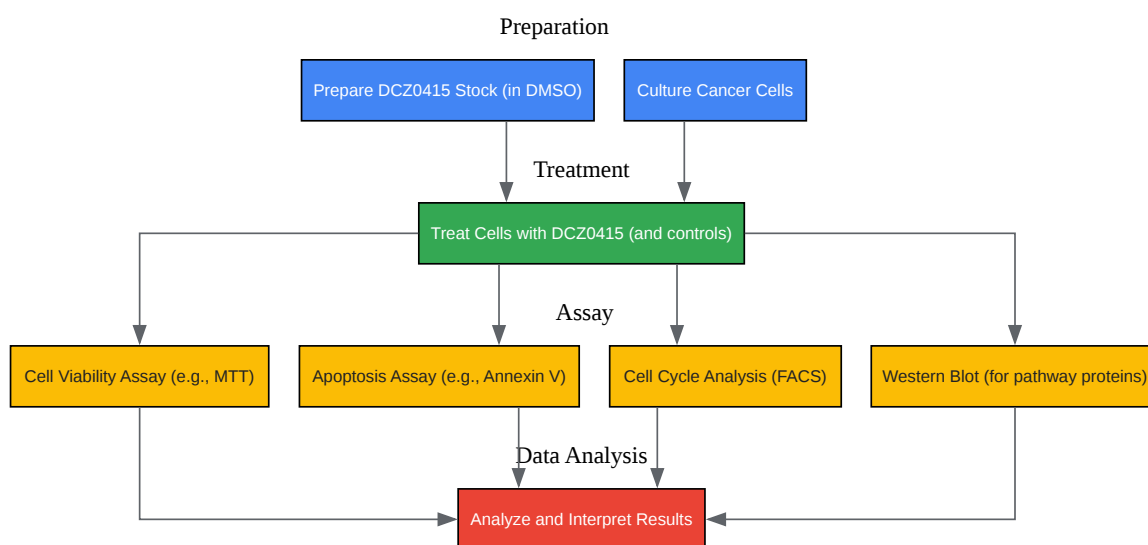 Preparation
Prepare DCZ0415 Stock (in DMSO)
Culture Cancer Cells
Treatment
Treat Cells with DCZ0415 (and controls)
Assay
Cell Viability Assay (e.g., MTT)
Apoptosis Assay (e.g., Annexin V)
Cell Cycle Analysis (FACS)
Western Blot (for pathway proteins)
Data Analysis
Analyze and Interpret Results